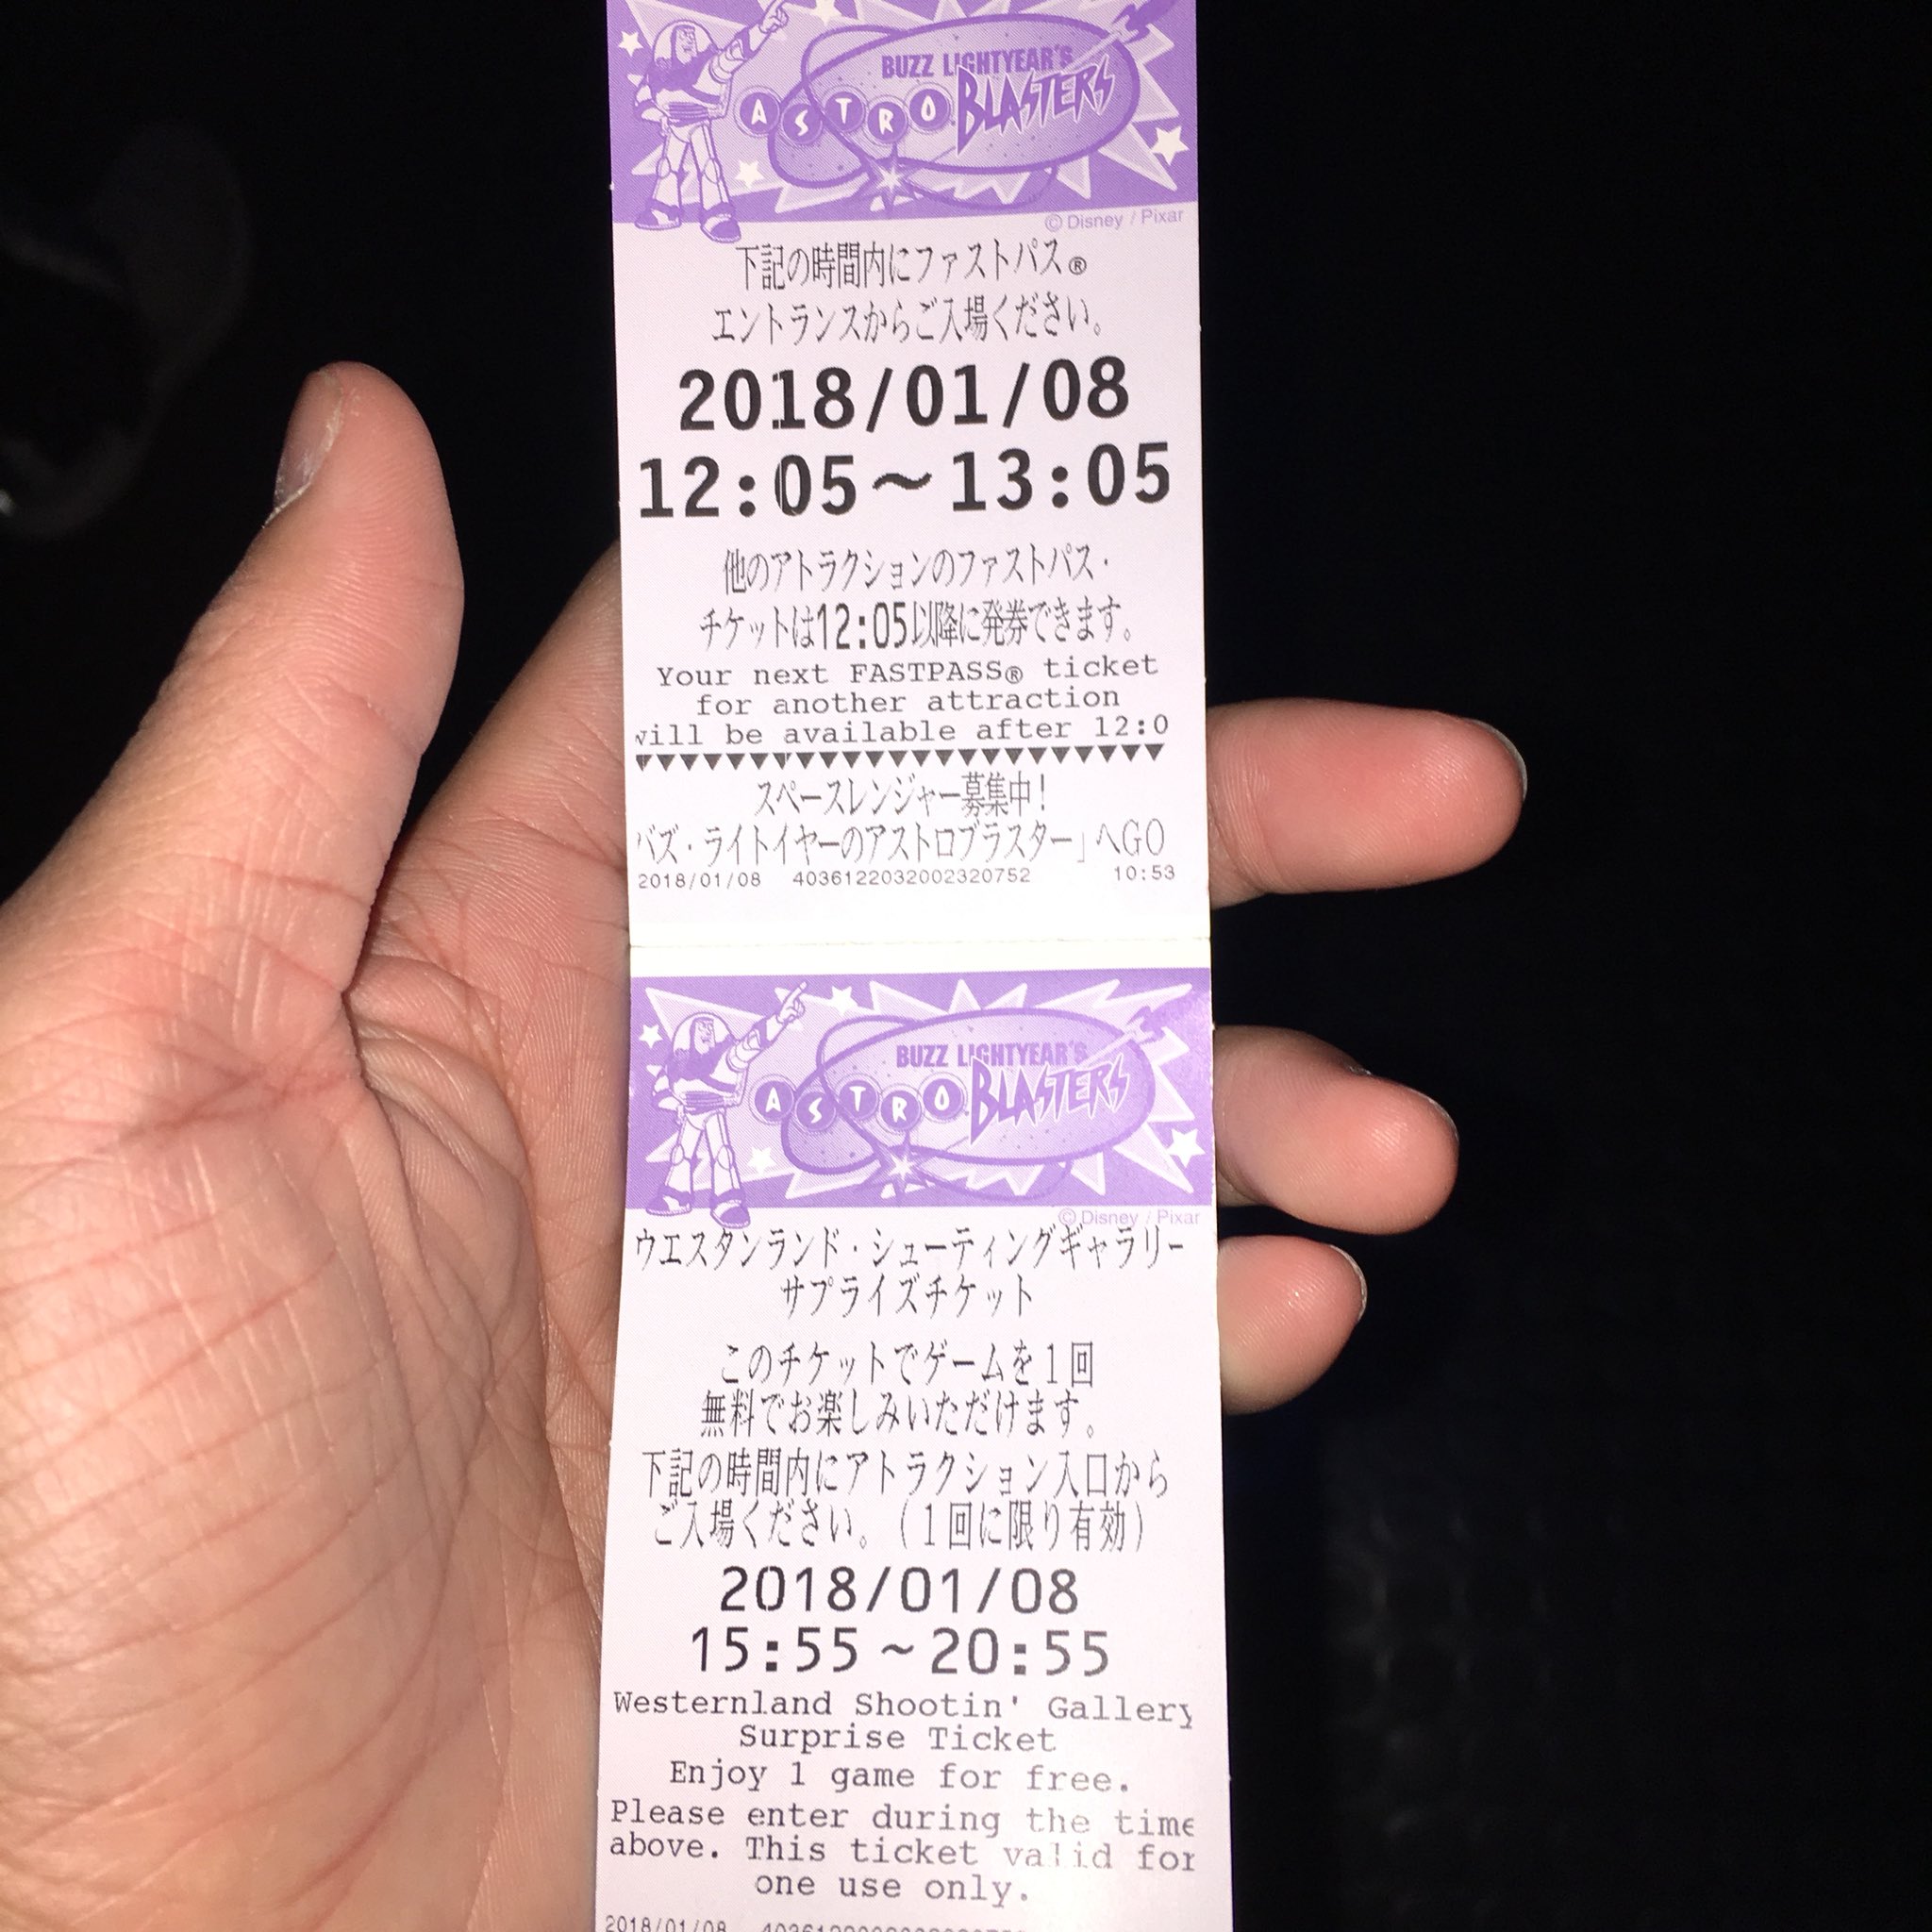 BUZZ LIGHTYEAR'S
ASTRO BLASTERS
© Disney / Pixar
下記の時間内にファストパス®
エントランスからご入場ください。
2018/01/08
12:05～13:05
他のアトラクションのファストパス・
チケットは12:05以降に発券できます。
Your next FASTPASS® ticket
for another attraction
will be available after 12:0
▼▼▼▼▼▼▼▼▼▼▼▼▼▼▼▼▼▼▼▼▼▼▼
スペースレンジャー募集中！
バズ・ライトイヤーのアストロブラスター」へGO
2018/01/08 4036122032002320752 10:53
BUZZ LIGHTYEAR'S
ASTRO BLASTERS
© Disney / Pixar
ウエスタンランド・シューティングギャラリー
サプライズチケット
このチケットでゲームを１回
無料でお楽しみいただけます。
下記の時間内にアトラクション入口から
ご入場ください。（１回に限り有効）
2018/01/08
15:55～20:55
Westernland Shootin' Gallery
Surprise Ticket
Enjoy 1 game for free.
Please enter during the time
above. This ticket valid for
one use only.
2018/01/08